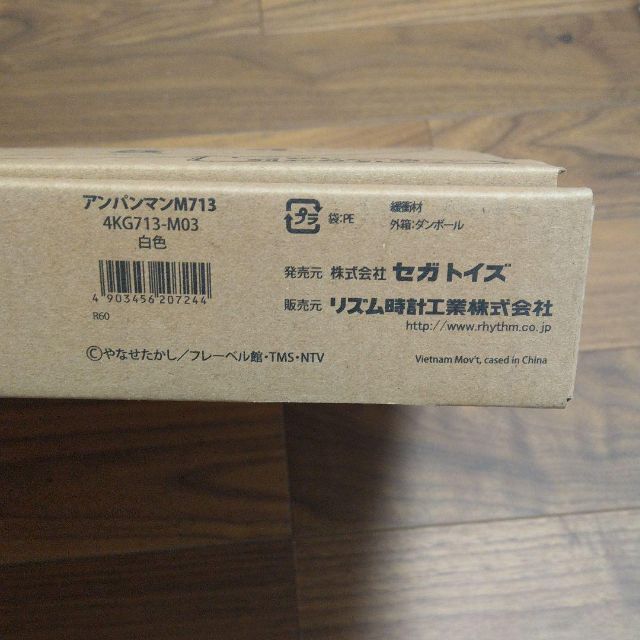 アンパンマンM713
4KG713-M03
白色
4 903456 207244
R60
©やなせたかし／フレーベル館・TMS・NTV
プラ
袋:PE
緩衝材
外箱:ダンボール
発売元 株式会社 セガトイズ
販売元 リズム時計工業株式会社
http://www.rhythm.co.jp
Vietnam Mov't, cased in China